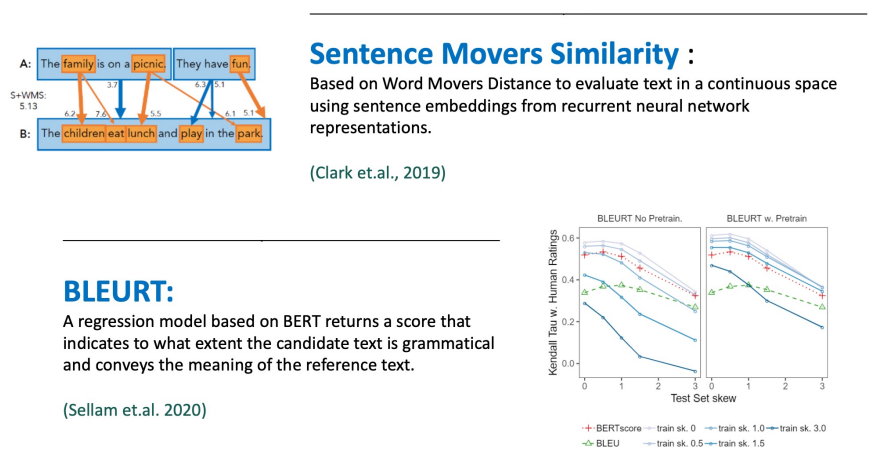 Sentence Movers Similarity :
Based on Word Movers Distance to evaluate text in a continuous space
using sentence embeddings from recurrent neural network
representations.
(Clark et.al., 2019)
A: The family is on a picnic. They have fun.
S+WMS:
5.13
3.7 6.3 5.1
6.2 7.6 5.5 6.1 5.1
B: The children eat lunch and play in the park.
BLEURT:
A regression model based on BERT returns a score that
indicates to what extent the candidate text is grammatical
and conveys the meaning of the reference text.
(Sellam et.al. 2020)
BLEURT No Pretrain. BLEURT w. Pretrain
Kendall Tau w. Human Ratings
0.6
0.4
0.2
0.0
0 1 2 3 0 1 2 3
Test Set skew
BERTscore train sk. 0 train sk. 1.0 train sk. 3.0
BLEU train sk. 0.5 train sk. 1.5